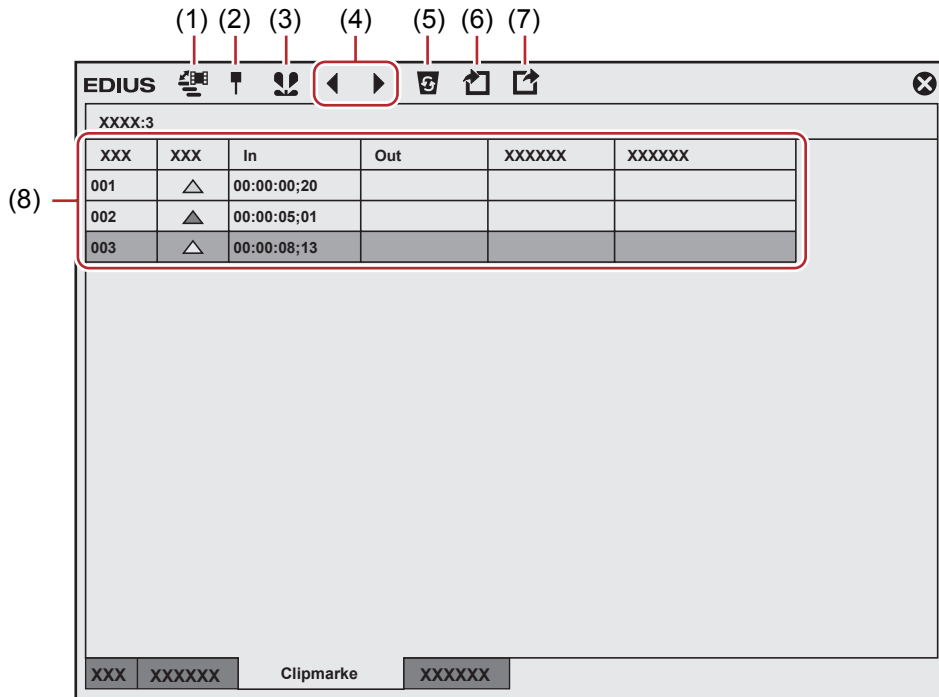 (1) (2) (3) (4) (5) (6) (7)
EDIUS
XXXX:3
XXX XXX In Out XXXXXX XXXXXX
(8)
001 00:00:00;20
002 00:00:05;01
003 00:00:08;13
XXX XXXXXX Clipmarke XXXXXX